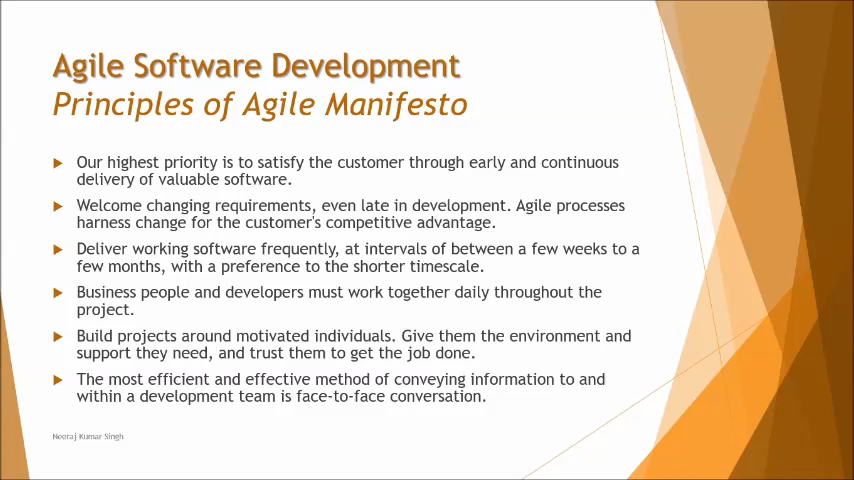 Agile Software Development
Principles of Agile Manifesto
Our highest priority is to satisfy the customer through early and continuous
delivery of valuable software.
Welcome changing requirements, even late in development. Agile processes
harness change for the customer's competitive advantage.
Deliver working software frequently, at intervals of between a few weeks to a
few months, with a preference to the shorter timescale.
Business people and developers must work together daily throughout the
project.
Build projects around motivated individuals. Give them the environment and
support they need, and trust them to get the job done.
The most efficient and effective method of conveying information to and
within a development team is face-to-face conversation.
Neeraj Kumar Singh